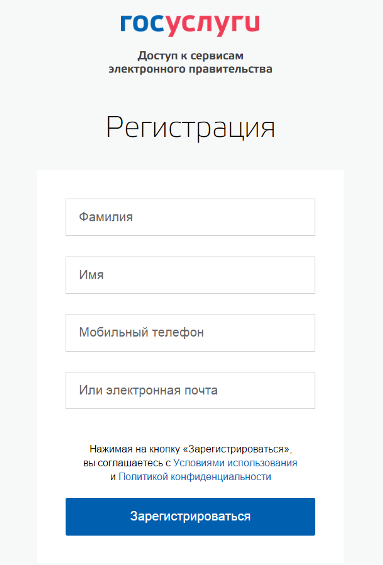 госуслуги
Доступ к сервисам
электронного правительства
Регистрация
Фамилия
Имя
Мобильный телефон
Или электронная почта
Нажимая на кнопку «Зарегистрироваться»,
вы соглашаетесь с Условиями использования
и Политикой конфиденциальности
Зарегистрироваться